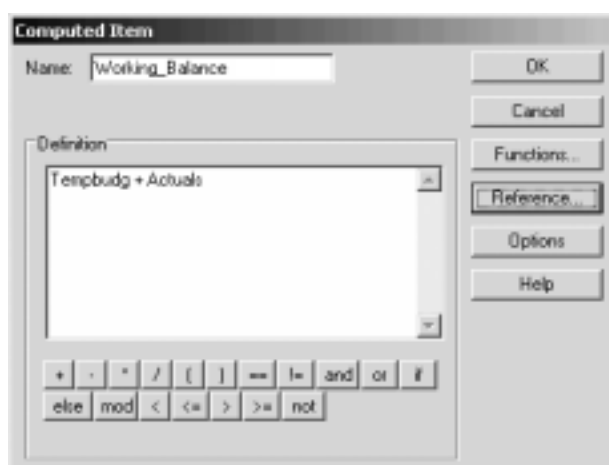 Computed Item
Name: Working_Balance
OK
Cancel
Definition
Functions...
Tempbudg + Actuals
Reference...
Options
Help
+ - * / ( ) == != and or if
else mod < <= > >= not